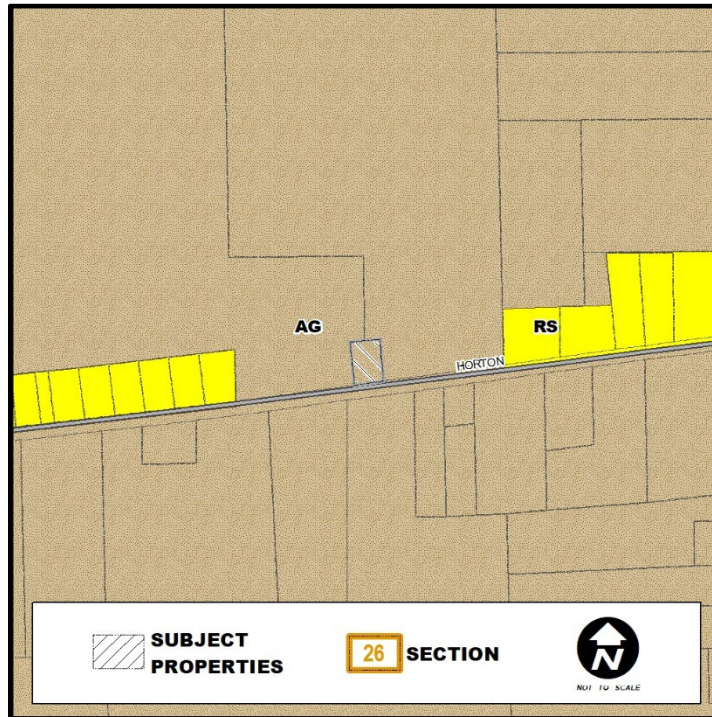 AG
RS
HORTON
SUBJECT
PROPERTIES
26 SECTION
N
NOT TO SCALE